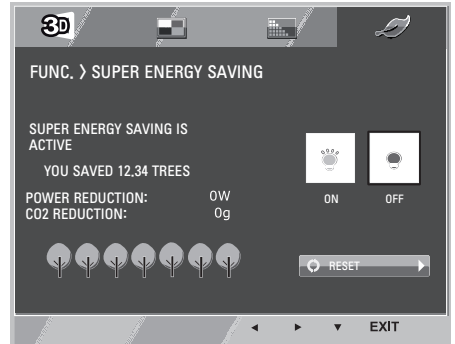 3D
FUNC. > SUPER ENERGY SAVING
SUPER ENERGY SAVING IS
ACTIVE
YOU SAVED 12,34 TREES
POWER REDUCTION: 0W
CO2 REDUCTION: 0g
ON OFF
RESET
EXIT